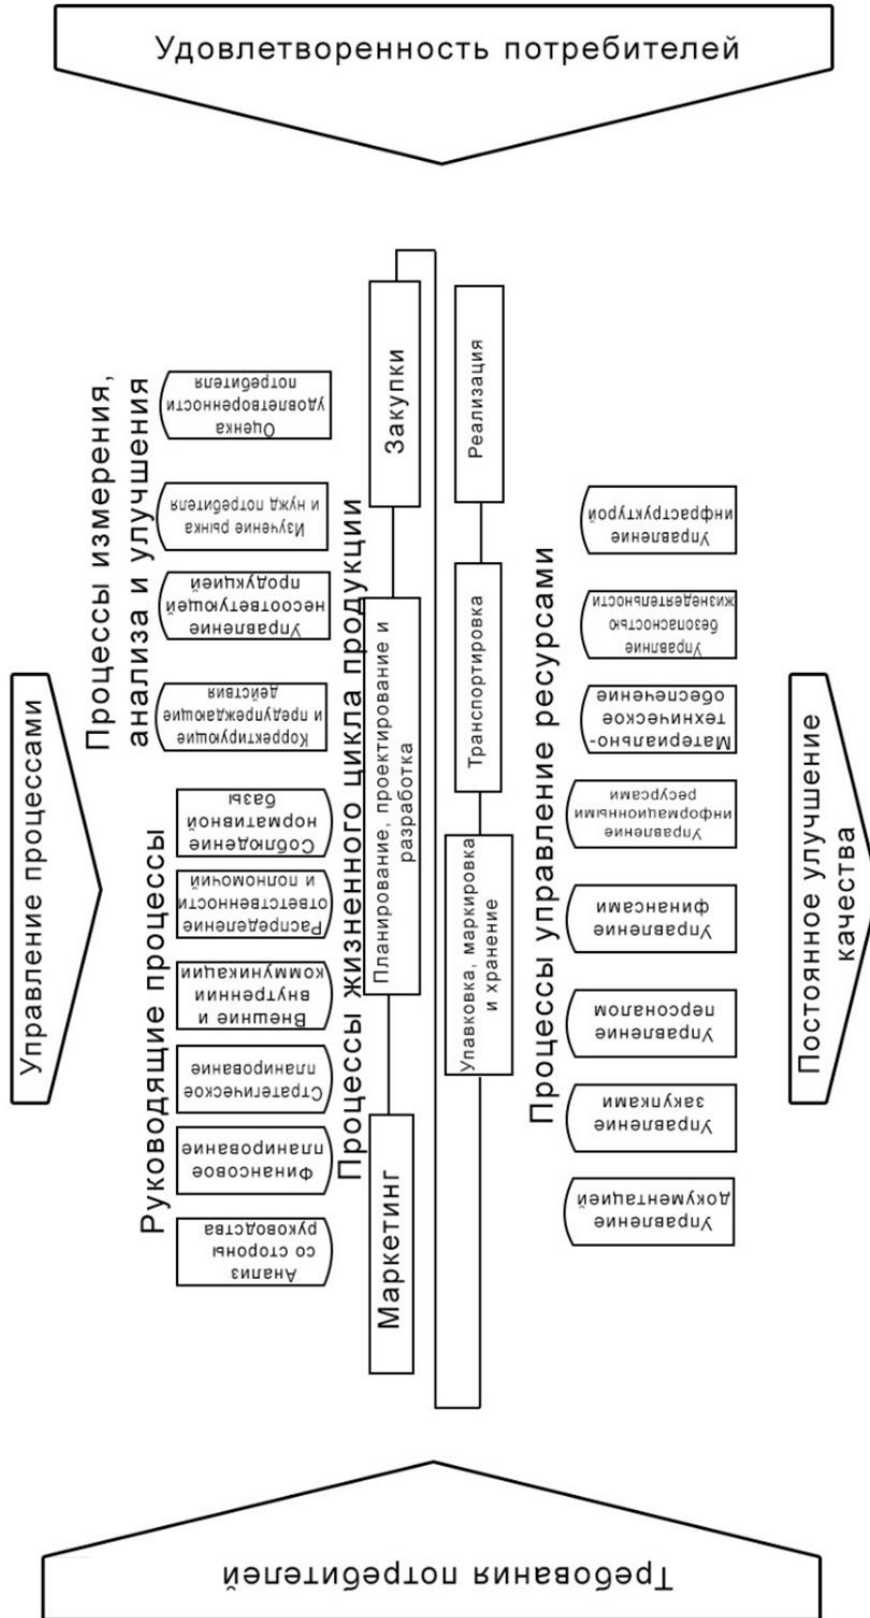 Управление процессами
Требования потребителей
Удовлетворенность потребителей
Руководящие процессы
Процессы измерения,
анализа и улучшения
Анализ
со стороны
руководства
Финансовое
планирование
Стратегическое
планирование
Внешние и
внутреннии
коммуникации
Распределение
ответственности
и полномочий
Соблюдение
нормативной
базы
Корректирующие
и предупреждающие
действия
Управление
несоответующей
продукцией
Изучение рынка
и нужд потребителя
Оценка
удовлетворенности
потребителя
Процессы жизненного цикла продукции
Маркетинг
Планирование, проектирование и
разработка
Закупки
Упавковка, маркировка
и хранение
Транспортировка
Реализация
Процессы управление ресурсами
Управление
документацией
Управление
закупками
Управление
персоналом
Управление
финансами
Управление
информационными
ресурсами
Материально-
техническое
обеспечение
Управлние
безопасностью
жизнедеятельности
Управление
инфраструктурой
Постоянное улучшение
качества